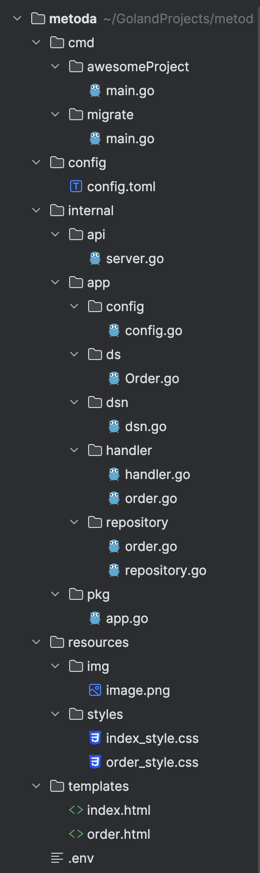 metoda ~/GolandProjects/metod
cmd
awesomeProject
main.go
migrate
main.go
config
config.toml
internal
api
server.go
app
config
config.go
ds
Order.go
dsn
dsn.go
handler
handler.go
order.go
repository
order.go
repository.go
pkg
app.go
resources
img
image.png
styles
index_style.css
order_style.css
templates
index.html
order.html
.env